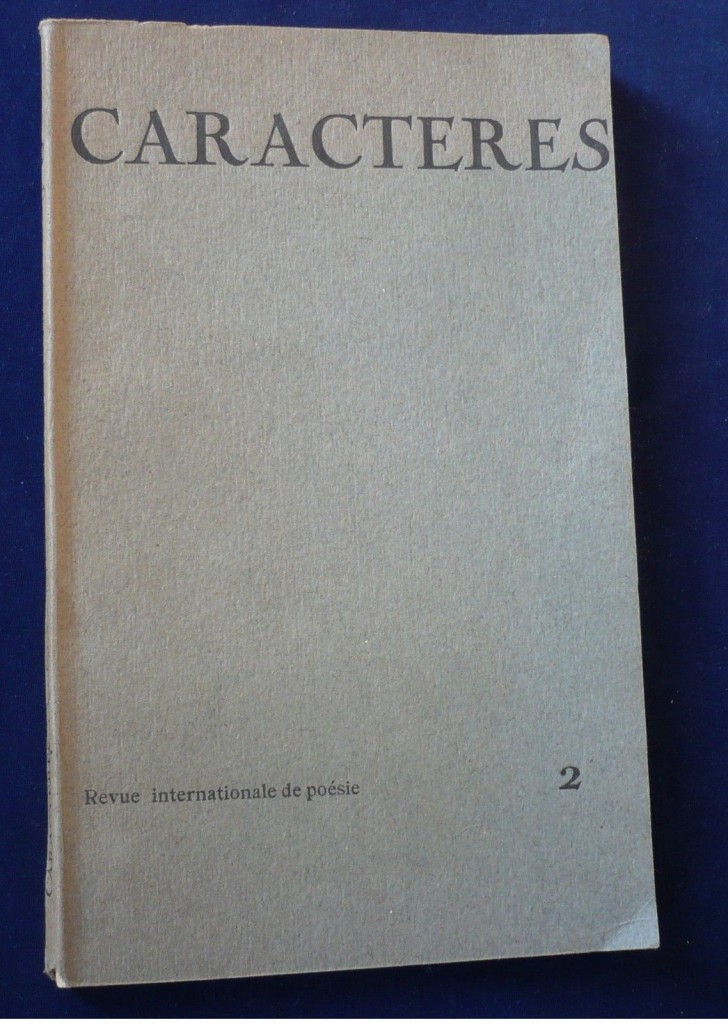 CARACTERES
Revue internationale de poésie
2